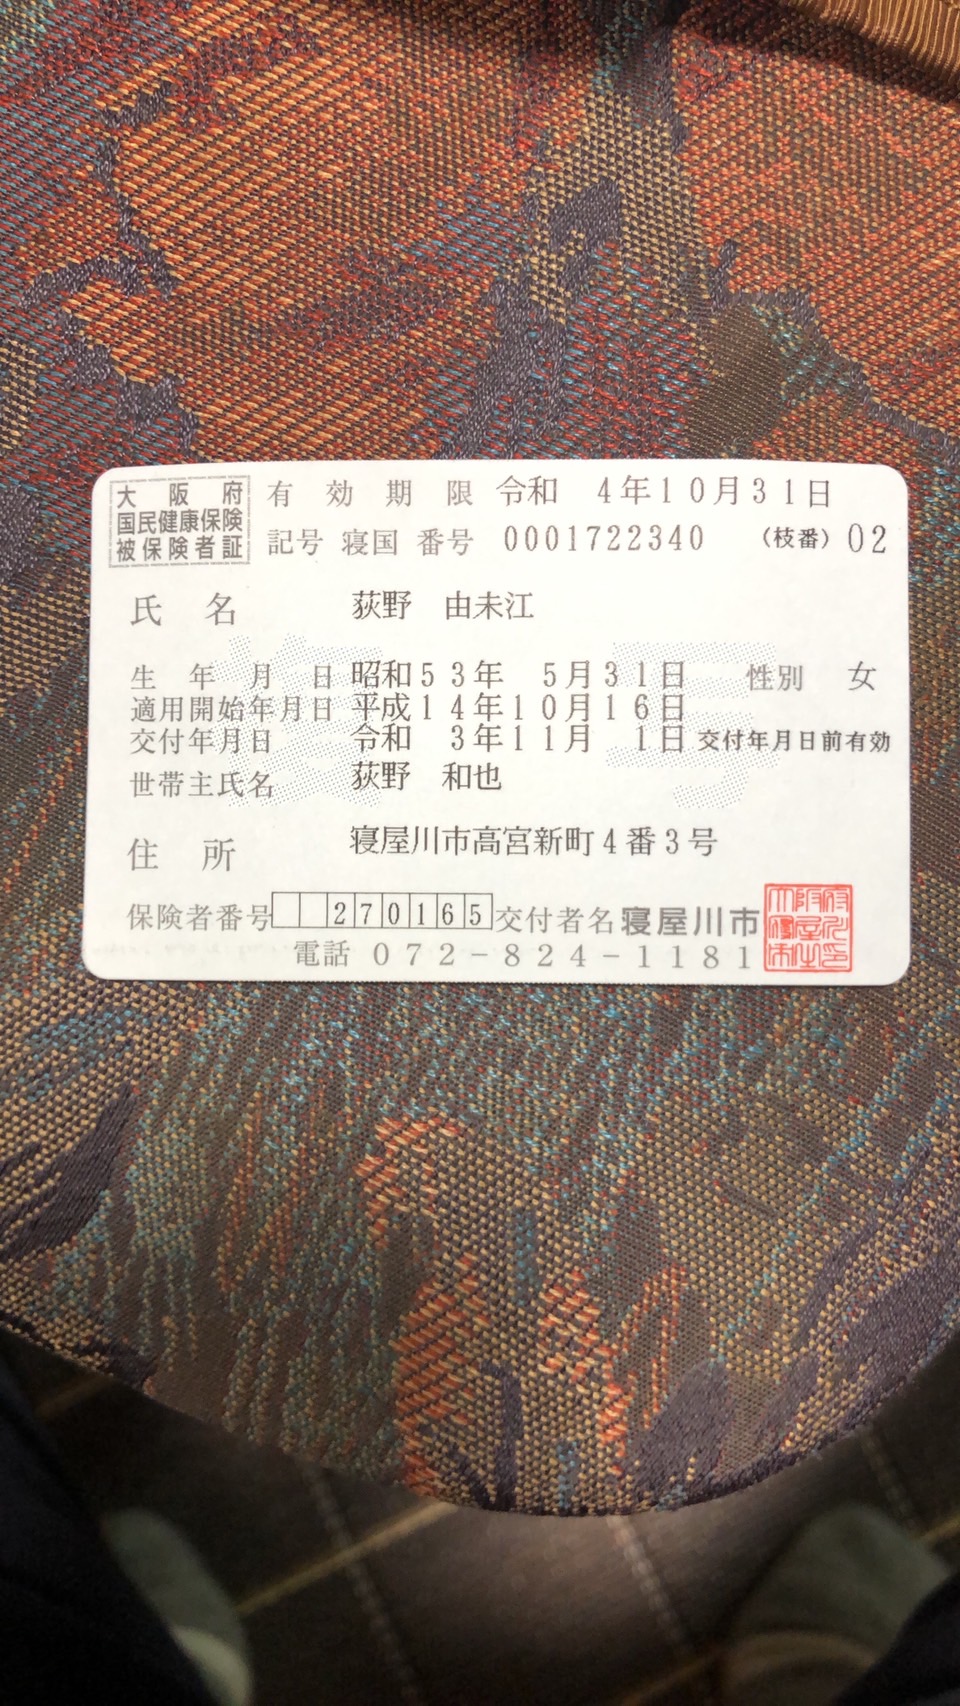 大阪府
国民健康保険
被保険者証
有効期限 令和 4年10月31日
記号 寝国 番号 0001722340 (枝番) 02
氏名 荻野 由未江
生年月日 昭和53年 5月31日 性別 女
適用開始年月日 平成14年10月16日
交付年月日 令和 3年11月 1日 交付年月日前有効
世帯主氏名 荻野 和也
住所 寝屋川市高宮新町4番3号
保険者番号 270165 交付者名 寝屋川市
電話 072-824-1181